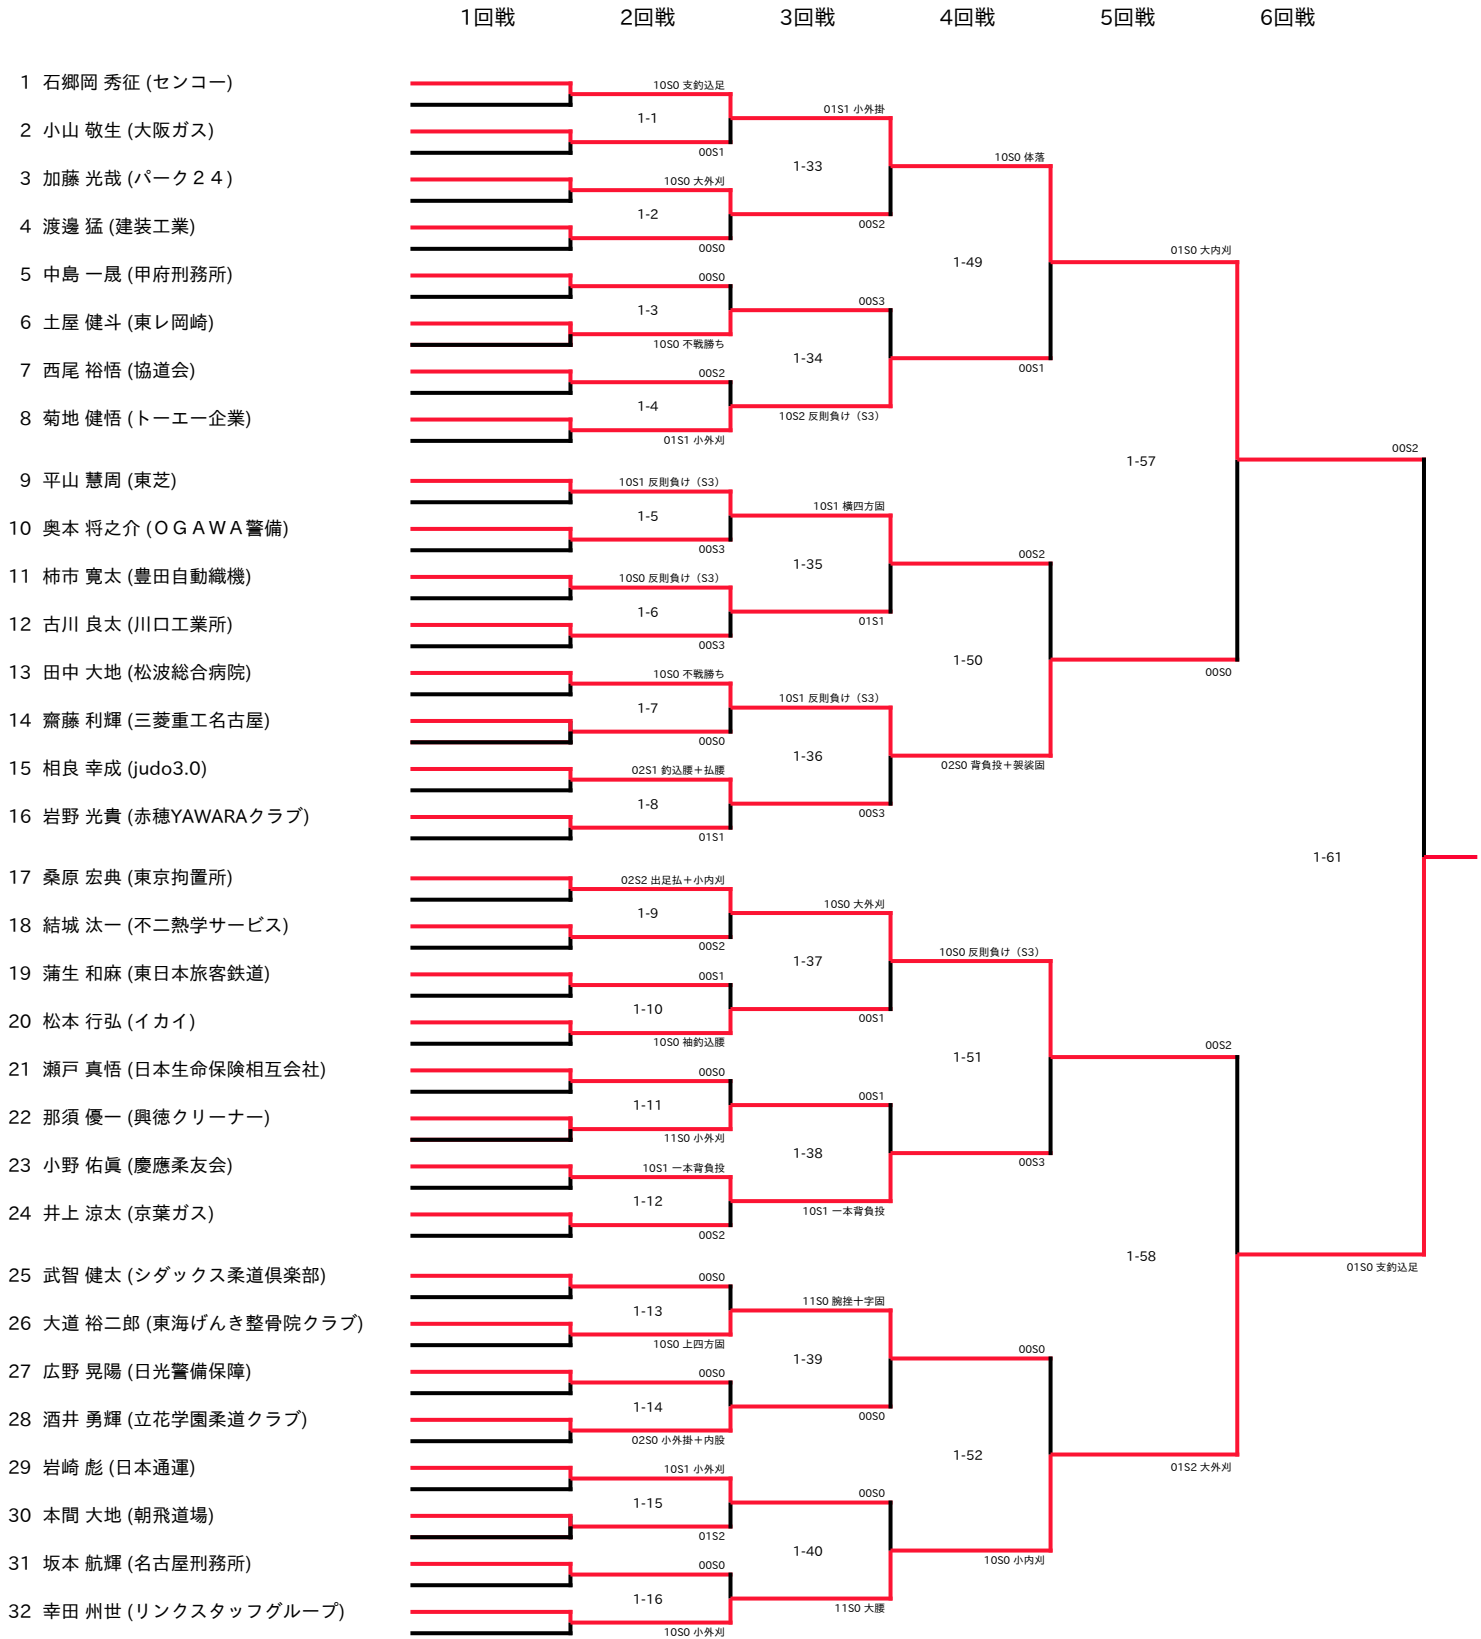 1回戦 2回戦 3回戦 4回戦 5回戦 6回戦
1 石郷岡 秀征 (センコー)
10S0 支釣込足
01S1 小外掛
1-1
2 小山 敬生 (大阪ガス)
00S1
10S0 体落
1-33
3 加藤 光哉 (パーク２４)
10S0 大外刈
1-2
00S2
4 渡邊 猛 (建装工業)
00S0
01S0 大内刈
1-49
5 中島 一晟 (甲府刑務所)
00S0
00S3
1-3
6 土屋 健斗 (東レ岡崎)
10S0 不戦勝ち
1-34
00S1
7 西尾 裕悟 (協道会)
00S2
1-4
10S2 反則負け（S3）
8 菊地 健悟 (トーエー企業)
01S1 小外刈
00S2
1-57
9 平山 慧周 (東芝)
10S1 反則負け（S3）
10S1 横四方固
1-5
10 奥本 将之介 (ＯＧＡＷＡ警備)
00S3
00S2
1-35
11 柿市 寛太 (豊田自動織機)
10S0 反則負け（S3）
1-6
01S1
12 古川 良太 (川口工業所)
00S3
1-50
13 田中 大地 (松波総合病院)
10S0 不戦勝ち
00S0
10S1 反則負け（S3）
1-7
14 齋藤 利輝 (三菱重工名古屋)
00S0
1-36
02S0 背負投＋袈裟固
15 相良 幸成 (judo3.0)
02S1 釣込腰＋払腰
1-8
00S3
16 岩野 光貴 (赤穂YAWARAクラブ)
01S1
1-61
17 桑原 宏典 (東京拘置所)
02S2 出足払＋小内刈
10S0 大外刈
1-9
18 結城 汰一 (不二熱学サービス)
00S2
10S0 反則負け（S3）
1-37
19 蒲生 和麻 (東日本旅客鉄道)
00S1
1-10
00S1
20 松本 行弘 (イカイ)
10S0 袖釣込腰
00S2
1-51
21 瀬戸 真悟 (日本生命保険相互会社)
00S0
00S1
1-11
22 那須 優一 (興徳クリーナー)
11S0 小外刈
1-38
00S3
23 小野 佑眞 (慶應柔友会)
10S1 一本背負投
1-12
10S1 一本背負投
24 井上 涼太 (京葉ガス)
00S2
1-58
01S0 支釣込足
25 武智 健太 (シダックス柔道倶楽部)
00S0
11S0 腕挫十字固
1-13
26 大道 裕二郎 (東海げんき整骨院クラブ)
10S0 上四方固
00S0
1-39
27 広野 晃陽 (日光警備保障)
00S0
1-14
00S0
28 酒井 勇輝 (立花学園柔道クラブ)
02S0 小外掛＋内股
1-52
29 岩崎 彪 (日本通運)
10S1 小外刈
01S2 大外刈
00S0
1-15
30 本間 大地 (朝飛道場)
01S2
1-40
10S0 小内刈
31 坂本 航輝 (名古屋刑務所)
00S0
1-16
11S0 大腰
32 幸田 州世 (リンクスタッフグループ)
10S0 小外刈